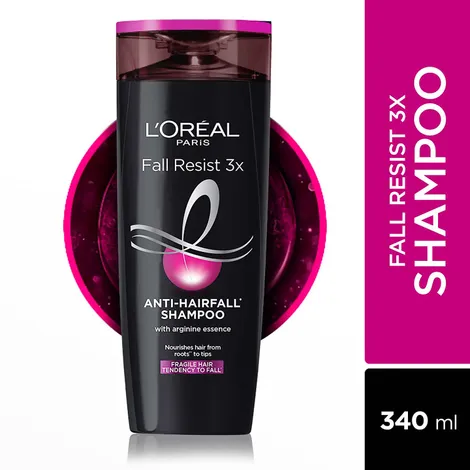 L'ORÉAL
PARIS
Fall Resist 3x
ANTI-HAIRFALL*
SHAMPOO
with arginine essence
Nourishes hair from
roots** to tips
FRAGILE HAIR
TENDENCY TO FALL*
FALL RESIST 3X
SHAMPOO
340 ml